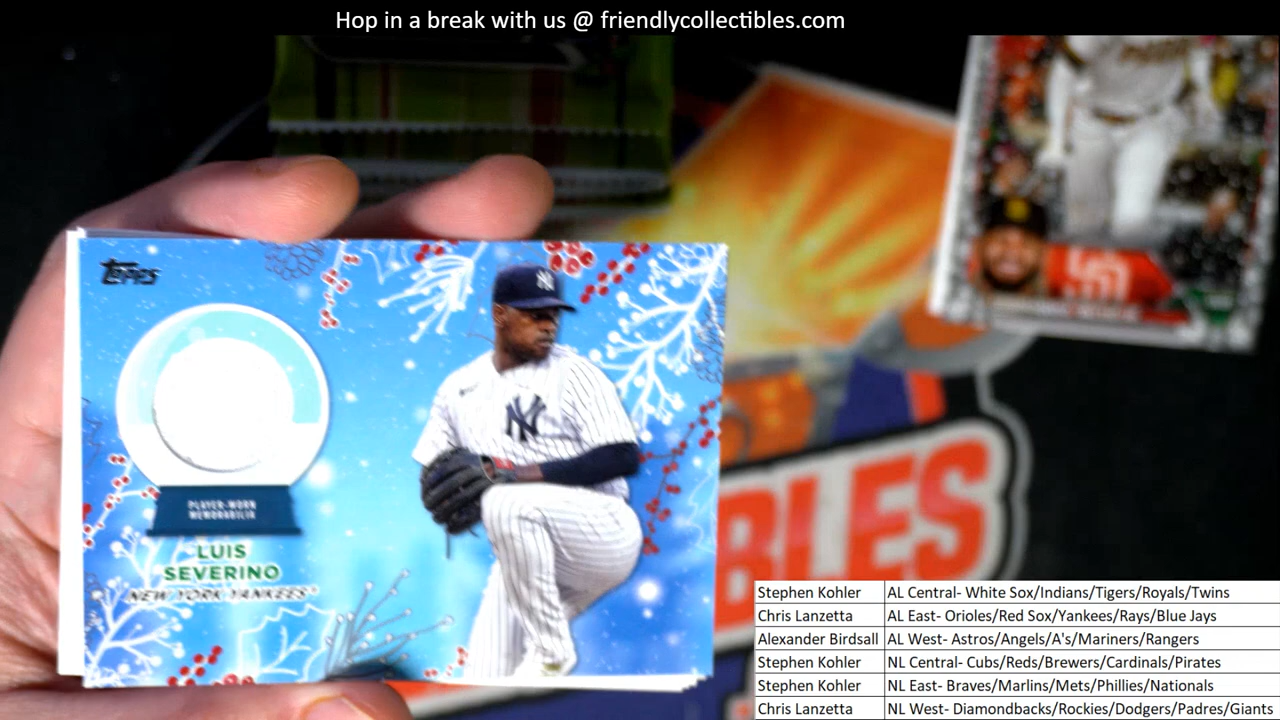 Hop in a break with us @ friendlycollectibles.com
TOPPS
NY
NY
PLAYER-WORN
MEMORABILIA
LUIS
SEVERINO
NEW YORK YANKEES
SD
BLES
Stephen Kohler AL Central- White Sox/Indians/Tigers/Royals/Twins
Chris Lanzetta AL East- Orioles/Red Sox/Yankees/Rays/Blue Jays
Alexander Birdsall AL West- Astros/Angels/A's/Mariners/Rangers
Stephen Kohler NL Central- Cubs/Reds/Brewers/Cardinals/Pirates
Stephen Kohler NL East- Braves/Marlins/Mets/Phillies/Nationals
Chris Lanzetta NL West- Diamondbacks/Rockies/Dodgers/Padres/Giants